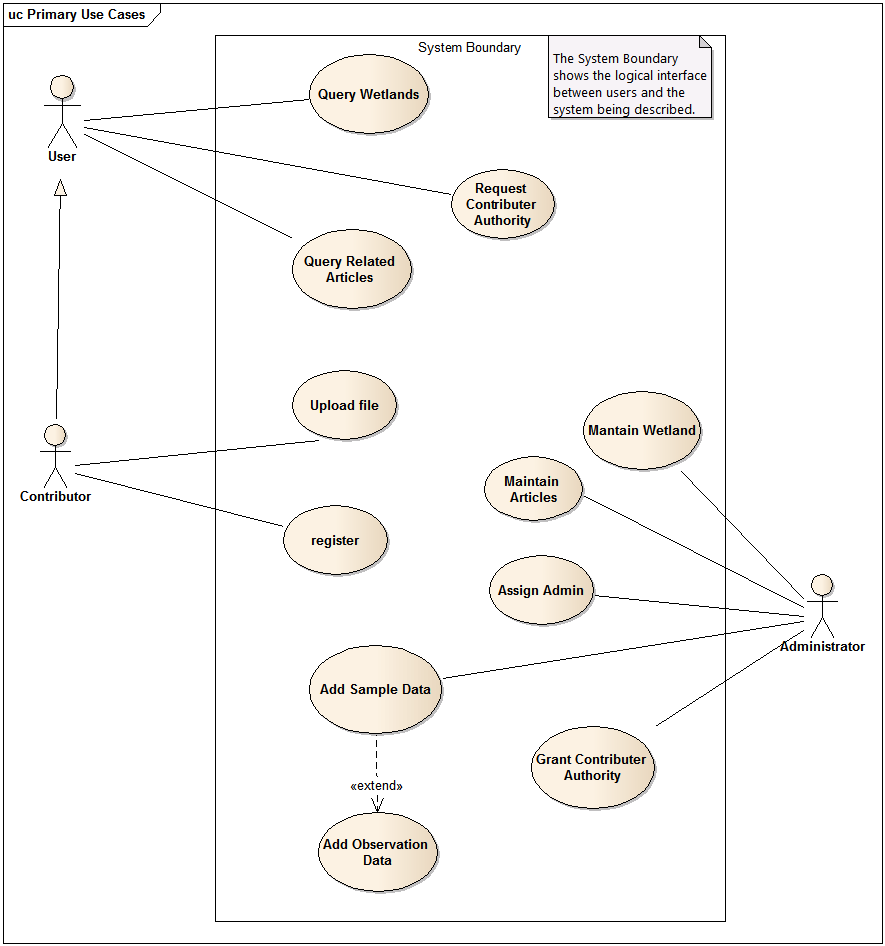 uc Primary Use Cases
System Boundary
The System Boundary
shows the logical interface
between users and the
system being described.
Query Wetlands
User
Request
Contributer
Authority
Query Related
Articles
Upload file
Mantain Wetland
Contributor
Maintain
Articles
register
Assign Admin
Administrator
Add Sample Data
Grant Contributer
Authority
«extend»
Add Observation
Data